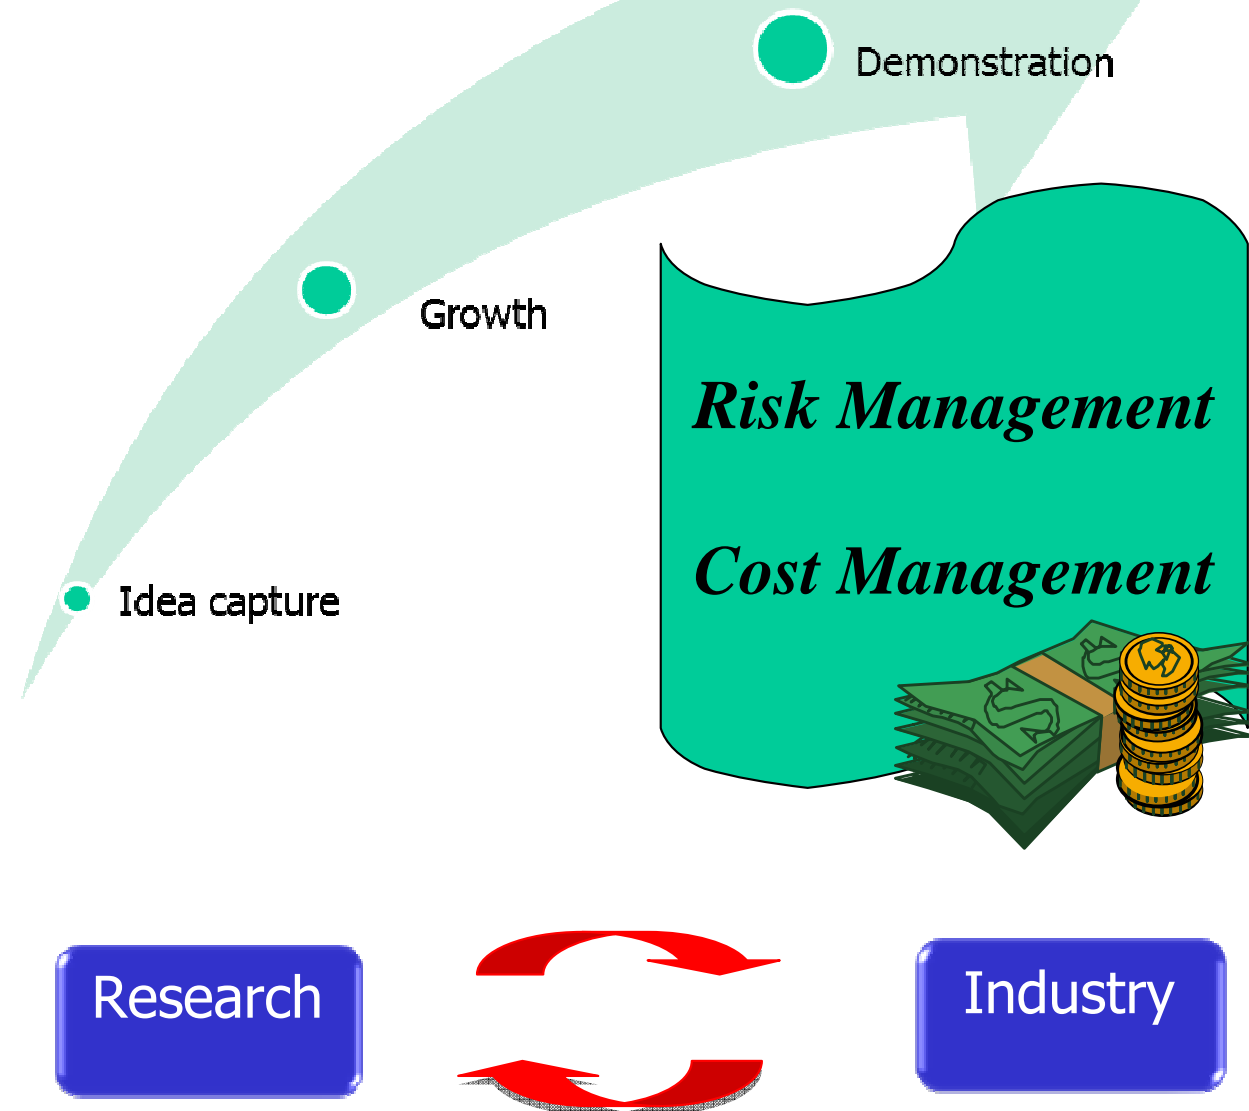 Demonstration
Growth
Risk Management
Cost Management
Idea capture
Research
Industry